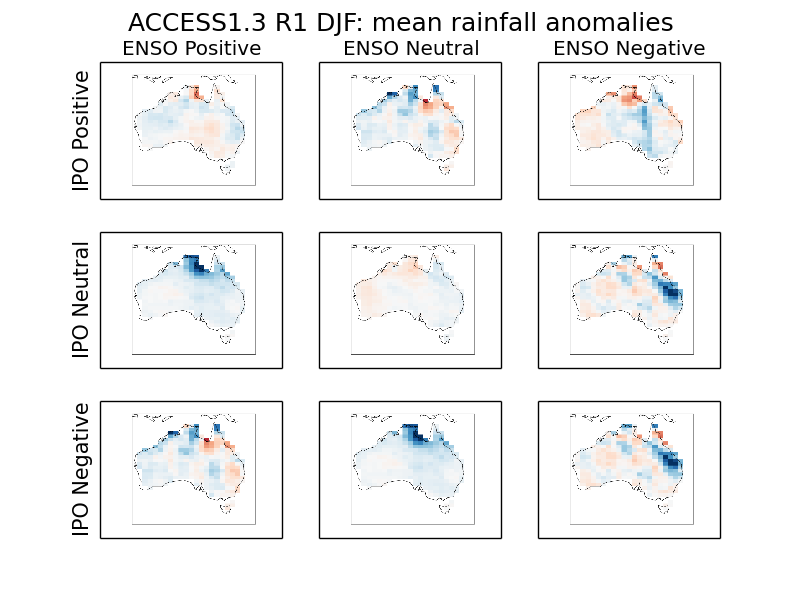 ACCESS1.3 R1 DJF: mean rainfall anomalies
ENSO Positive
ENSO Neutral
ENSO Negative
IPO Positive
IPO Neutral
IPO Negative